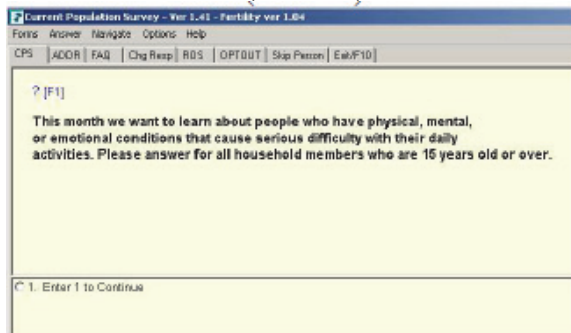 Current Population Survey - Ver 1.41 - Fertility ver 1.04
Forms Answer Navigate Options Help
CPS ADDR FAQ Chg Resp ROS OPTOUT Skip Person Exit/F10
? [F1]
This month we want to learn about people who have physical, mental,
or emotional conditions that cause serious difficulty with their daily
activities. Please answer for all household members who are 15 years old or over.
1. Enter 1 to Continue